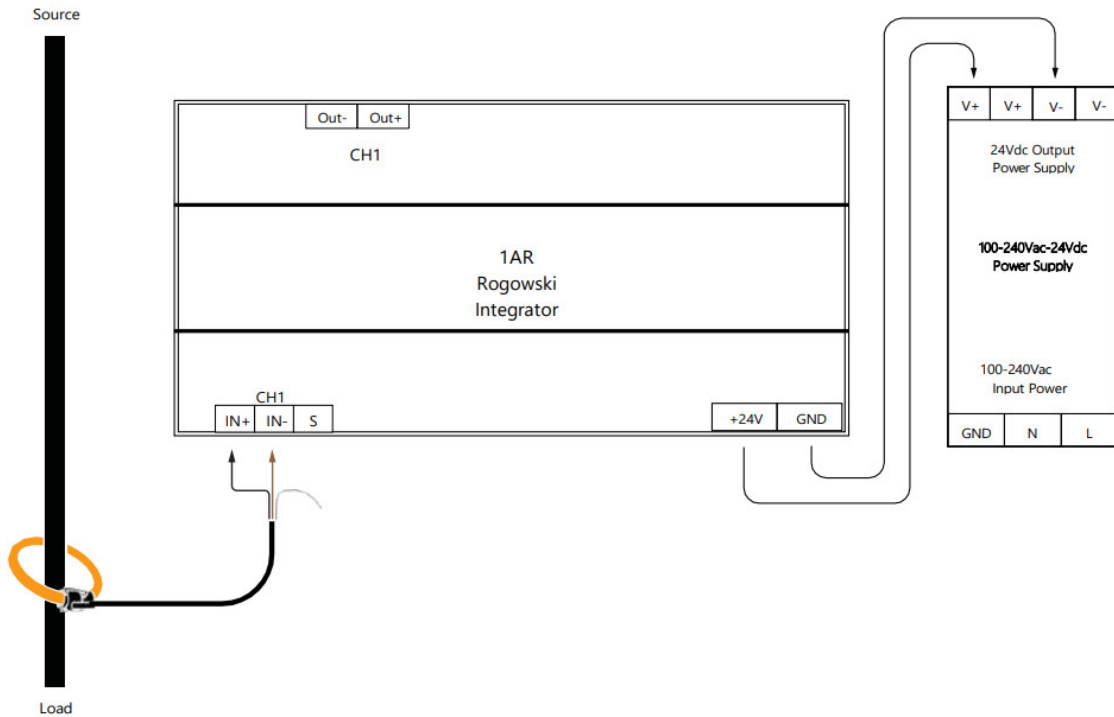 Source
Out- Out+
CH1
1AR
Rogowski
Integrator
CH1
IN+ IN- S
+24V GND
V+ V+ V- V-
24Vdc Output
Power Supply
100-240Vac-24Vdc
Power Supply
100-240Vac
Input Power
GND N L
Load